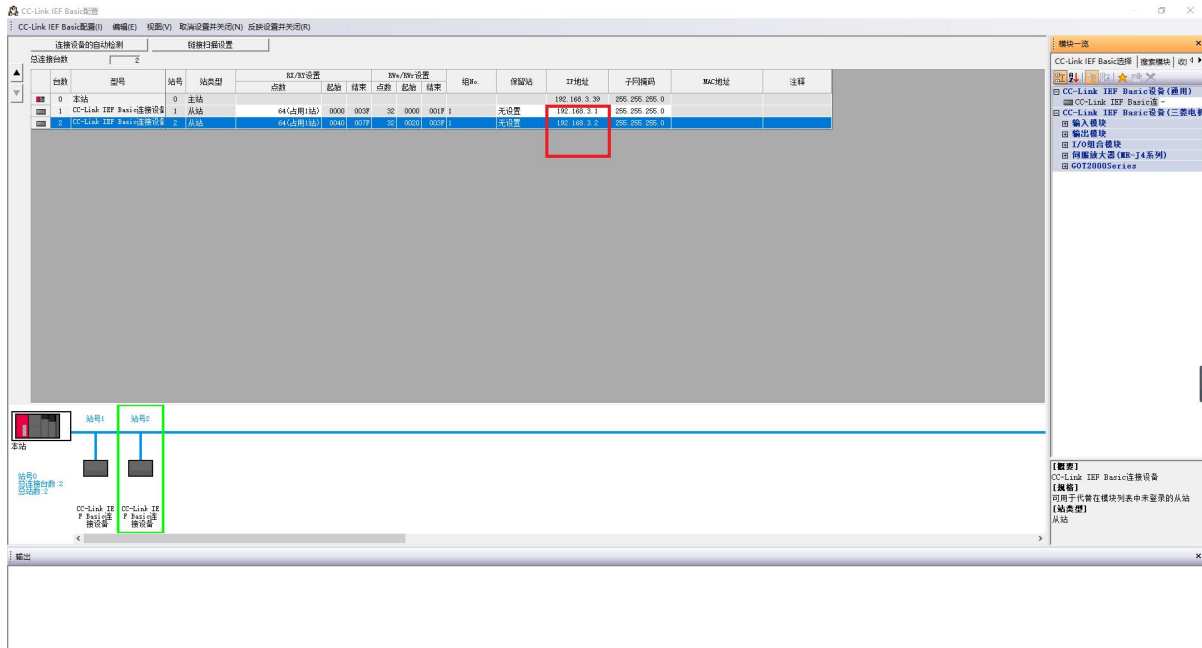 CC-Link IEF Basic配置
CC-Link IEF Basic配置(I) 编辑(E) 视图(V) 取消设置并关闭(N) 反映设置并关闭(R)
连接设备的自动检测 链接扫描设置
总连接台数 2
台数 型号 站号 站类型 RX/RY设置 RWw/RWr设置 组No. 保留站 IP地址 子网掩码 MAC地址 注释
点数 起始 结束 点数 起始 结束
0 本站 0 主站 192.168.3.39 255.255.255.0
1 CC-Link IEF Basic连接设备 1 从站 64(占用1站) 0000 003F 32 0000 001F 1 无设置 192.168.3.1 255.255.255.0
2 CC-Link IEF Basic连接设备 2 从站 64(占用1站) 0040 007F 32 0020 003F 1 无设置 192.168.3.2 255.255.255.0
站号1 站号2
本站
站号0
总连接台数:2
总站数:2
CC-Link IE
F Basic连
接设备
CC-Link IE
F Basic连
接设备
输出
模块一览
CC-Link IEF Basic选择 搜索模块
CC-Link IEF Basic设备(通用)
CC-Link IEF Basic连
CC-Link IEF Basic设备(三菱电机
输入模块
输出模块
I/O组合模块
伺服放大器(MR-J4系列)
GOT2000Series
[概要]
CC-Link IEF Basic连接设备
[规格]
可用于代替在模块列表中未登录的从站
[站类型]
从站